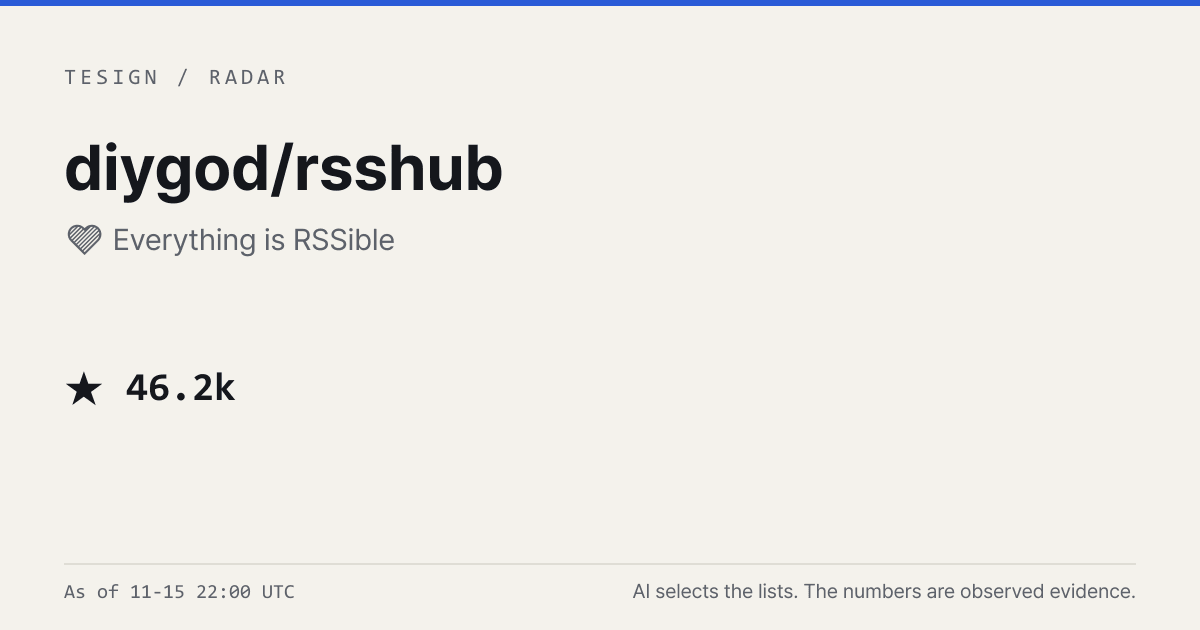 TESIGN / RADAR
diygod/rsshub
💟 Everything is RSSible
★ 46.2k
As of 11-15 22:00 UTC
AI selects the lists. The numbers are observed evidence.